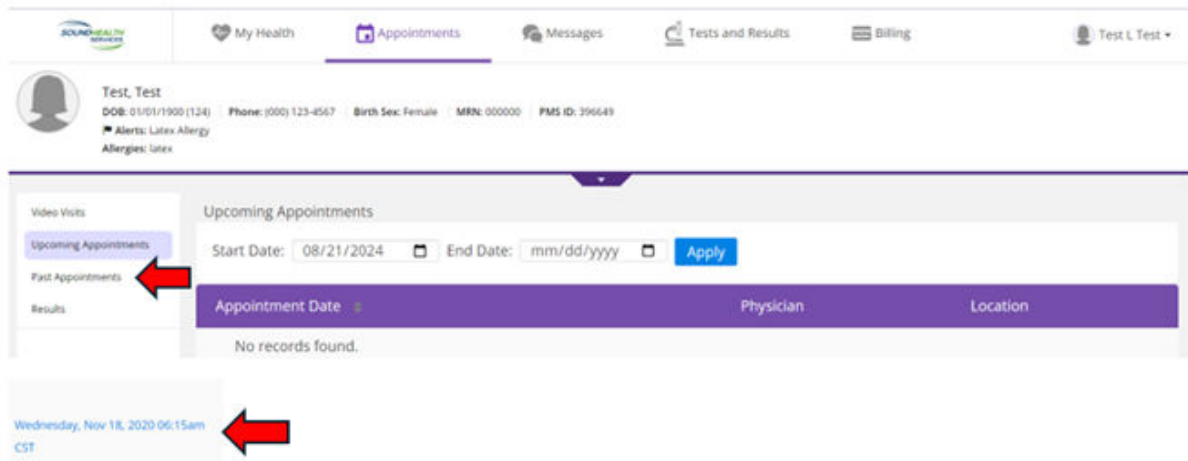 SOUNDHEALTH
SERVICES
My Health
Appointments
Messages
Tests and Results
Billing
Test L Test
Test, Test
DOB: 01/01/1900 (124) Phone: (000) 123-4567 Birth Sex: Female MRN: 000000 PMS ID: 396649
Alerts: Latex Allergy
Allergies: latex
Video Visits
Upcoming Appointments
Past Appointments
Results
Upcoming Appointments
Start Date: 08/21/2024 End Date: mm/dd/yyyy Apply
Appointment Date Physician Location
No records found.
Wednesday, Nov 18, 2020 06:15am
CST